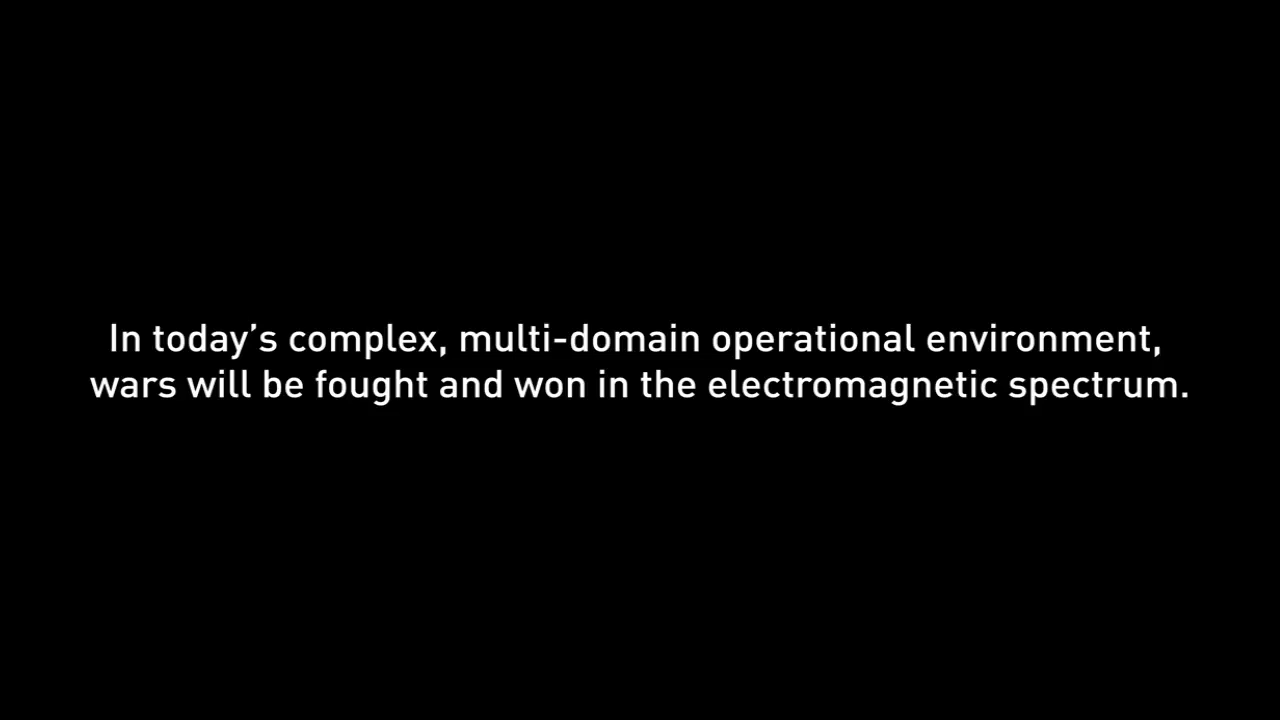 In today’s complex, multi-domain operational environment,
wars will be fought and won in the electromagnetic spectrum.